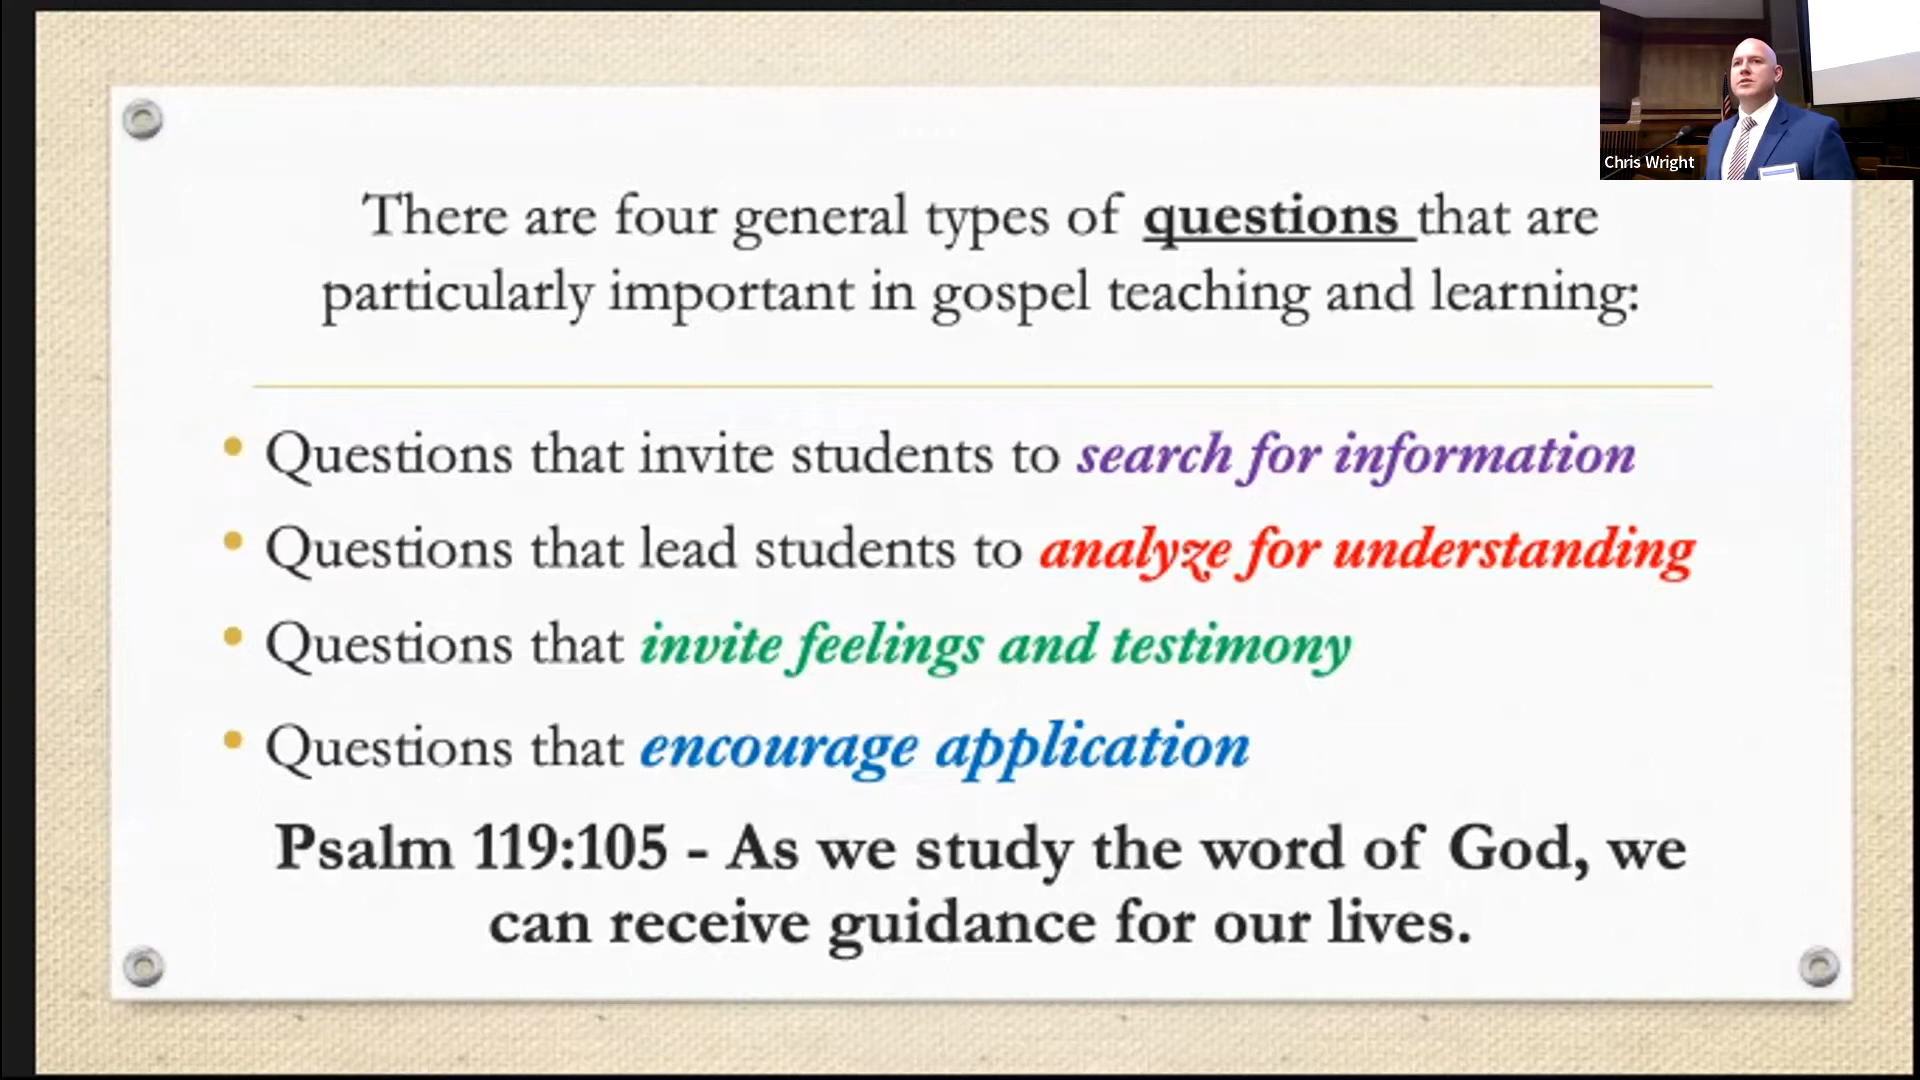 There are four general types of questions that are
particularly important in gospel teaching and learning:
Chris Wright
• Questions that invite students to search for information
• Questions that lead students to analyze for understanding
• Questions that invite feelings and testimony
• Questions that encourage application
Psalm 119:105 - As we study the word of God, we
can receive guidance for our lives.